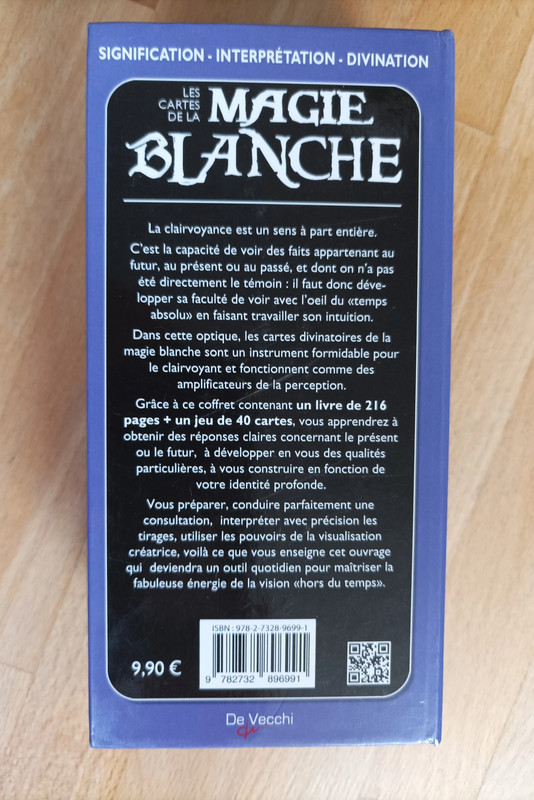 SIGNIFICATION - INTERPRÉTATION - DIVINATION
LES
CARTES
DE LA
MAGIE
BLANCHE
La clairvoyance est un sens à part entière.
C'est la capacité de voir des faits appartenant au
futur, au présent ou au passé, et dont on n'a pas
été directement le témoin : il faut donc déve-
lopper sa faculté de voir avec l'oeil du «temps
absolu» en faisant travailler son intuition.
Dans cette optique, les cartes divinatoires de la
magie blanche sont un instrument formidable pour
le clairvoyant et fonctionnent comme des
amplificateurs de la perception.
Grâce à ce coffret contenant un livre de 216
pages + un jeu de 40 cartes, vous apprendrez à
obtenir des réponses claires concernant le présent
ou le futur, à développer en vous des qualités
particulières, à vous construire en fonction de
votre identité profonde.
Vous préparer, conduire parfaitement une
consultation, interpréter avec précision les
tirages, utiliser les pouvoirs de la visualisation
créatrice, voilà ce que vous enseigne cet ouvrage
qui deviendra un outil quotidien pour maîtriser la
fabuleuse énergie de la vision «hors du temps».
ISBN : 978-2-7328-9699-1
9 782732 896991
9,90 €
De Vecchi